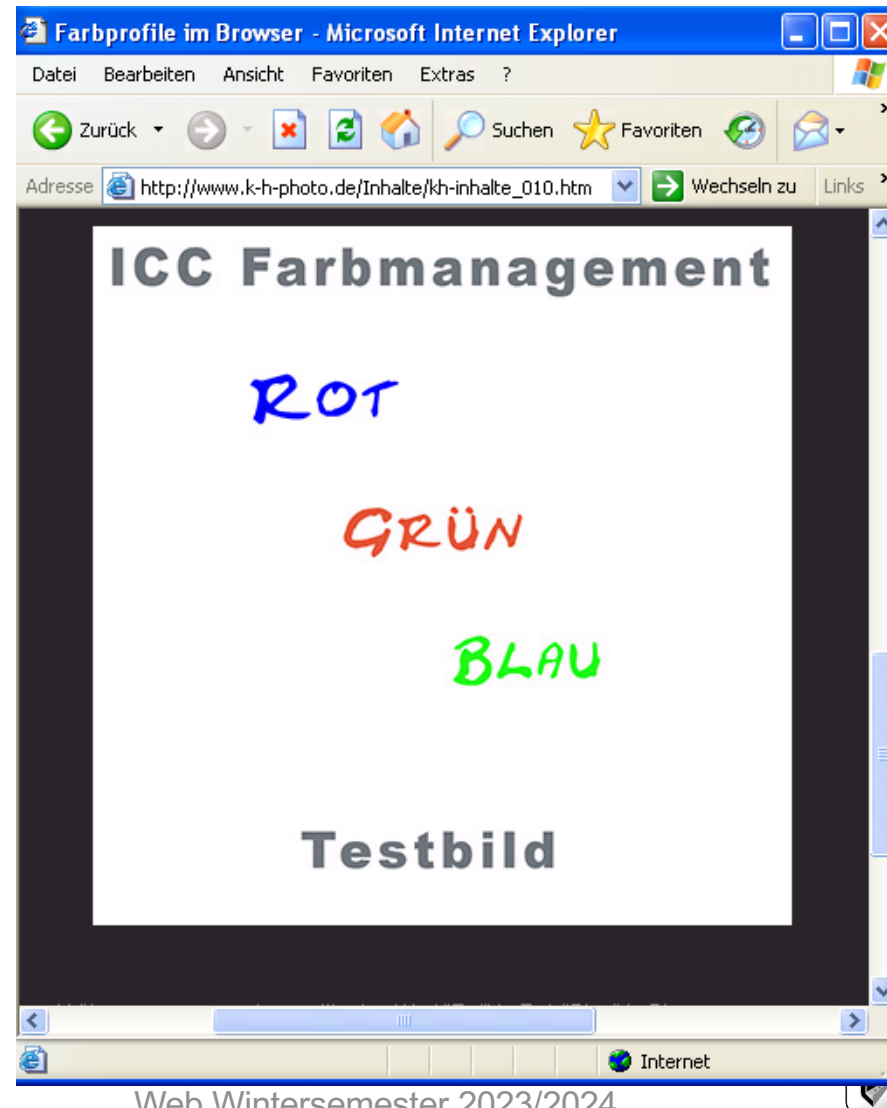 Farbprofile im Browser - Microsoft Internet Explorer
Datei Bearbeiten Ansicht Favoriten Extras ?
Zurück Suchen Favoriten
Adresse http://www.k-h-photo.de/Inhalte/kh-inhalte_010.htm Wechseln zu Links
ICC Farbmanagement
ROT
GRÜN
BLAU
Testbild
Internet
Web Wintersemester 2023/2024